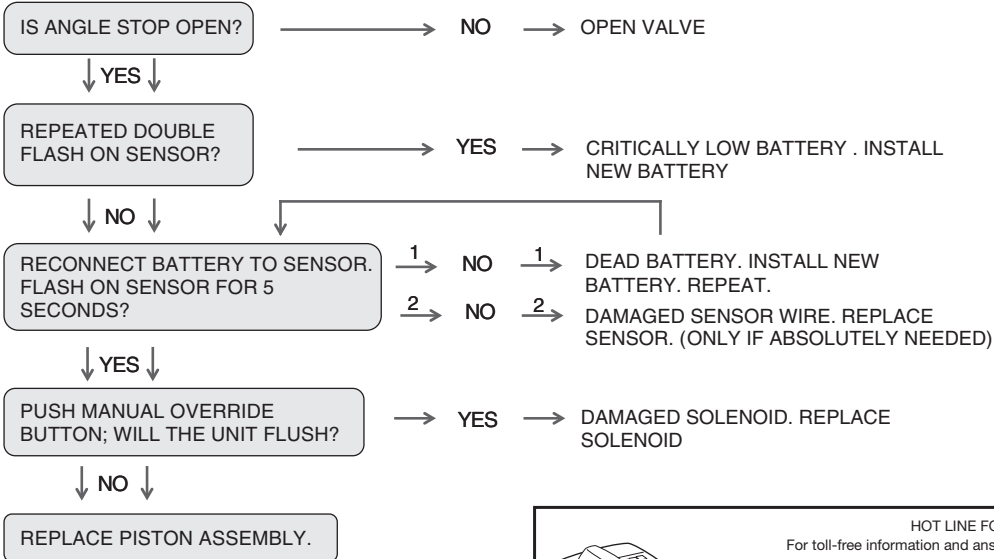 IS ANGLE STOP OPEN?
NO
OPEN VALVE
YES
REPEATED DOUBLE
FLASH ON SENSOR?
YES
CRITICALLY LOW BATTERY . INSTALL
NEW BATTERY
NO
RECONNECT BATTERY TO SENSOR.
FLASH ON SENSOR FOR 5
SECONDS?
1
NO
1
DEAD BATTERY. INSTALL NEW
BATTERY. REPEAT.
2
NO
2
DAMAGED SENSOR WIRE. REPLACE
SENSOR. (ONLY IF ABSOLUTELY NEEDED)
YES
PUSH MANUAL OVERRIDE
BUTTON; WILL THE UNIT FLUSH?
YES
DAMAGED SOLENOID. REPLACE
SOLENOID
NO
REPLACE PISTON ASSEMBLY.
HOT LINE
For toll-free information and